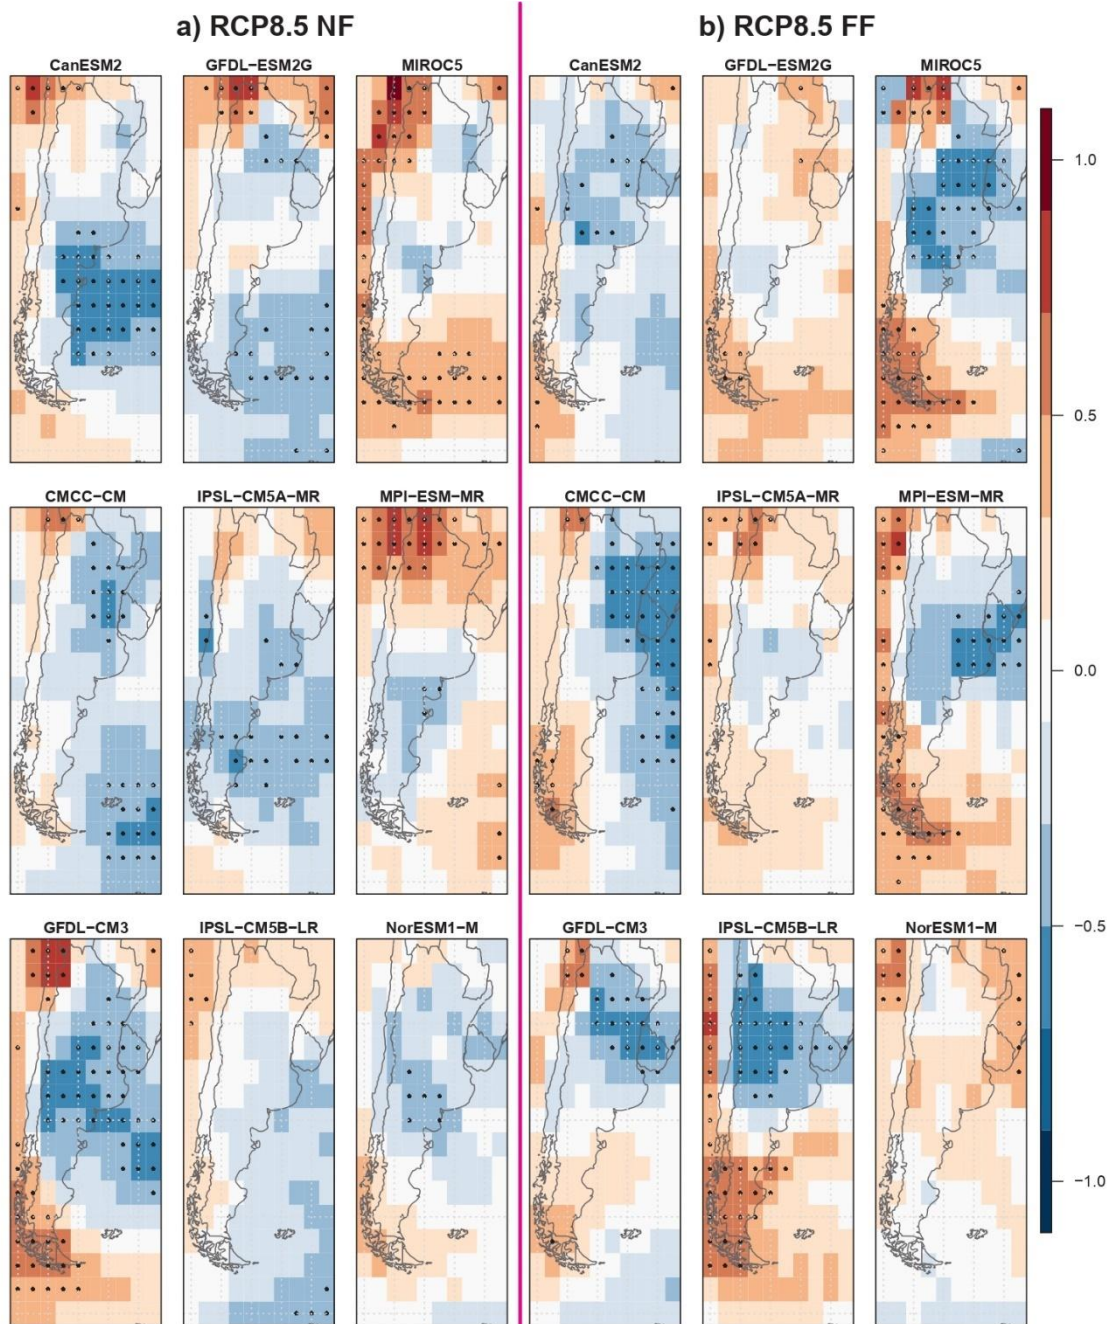 a) RCP8.5 NF
b) RCP8.5 FF
CanESM2
GFDL−ESM2G
MIROC5
CanESM2
GFDL−ESM2G
MIROC5
1.0
0.5
CMCC−CM
IPSL−CM5A−MR
MPI−ESM−MR
CMCC−CM
IPSL−CM5A−MR
MPI−ESM−MR
0.0
−0.5
GFDL−CM3
IPSL−CM5B−LR
NorESM1−M
GFDL−CM3
IPSL−CM5B−LR
NorESM1−M
−1.0